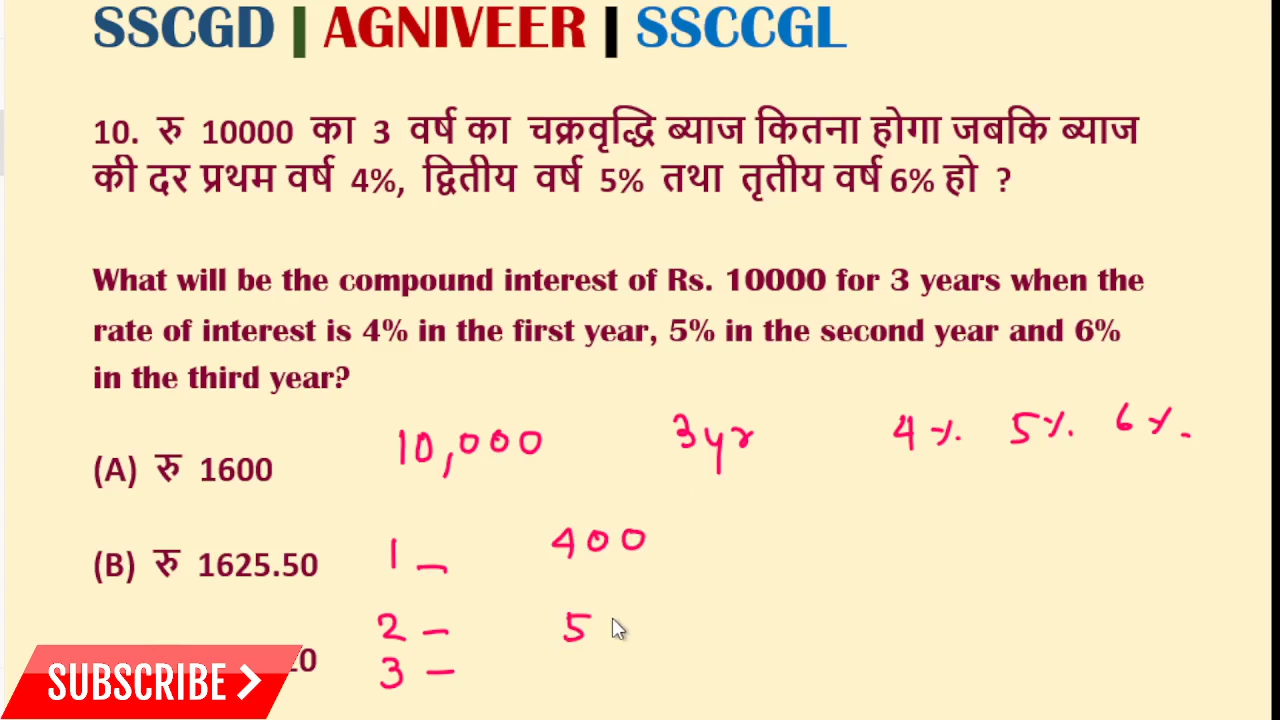 SSCGD | AGNIVEER | SSCCGL
10. रु 10000 का 3 वर्ष का चक्रवृद्धि ब्याज कितना होगा जबकि ब्याज
की दर प्रथम वर्ष 4%, द्वितीय वर्ष 5% तथा तृतीय वर्ष 6% हो ?
What will be the compound interest of Rs. 10000 for 3 years when the
rate of interest is 4% in the first year, 5% in the second year and 6%
in the third year?
10,000 3yr 4% 5% 6%.
(A) रु 1600
1 - 400
(B) रु 1625.50
2 - 5
3 -
SUBSCRIBE